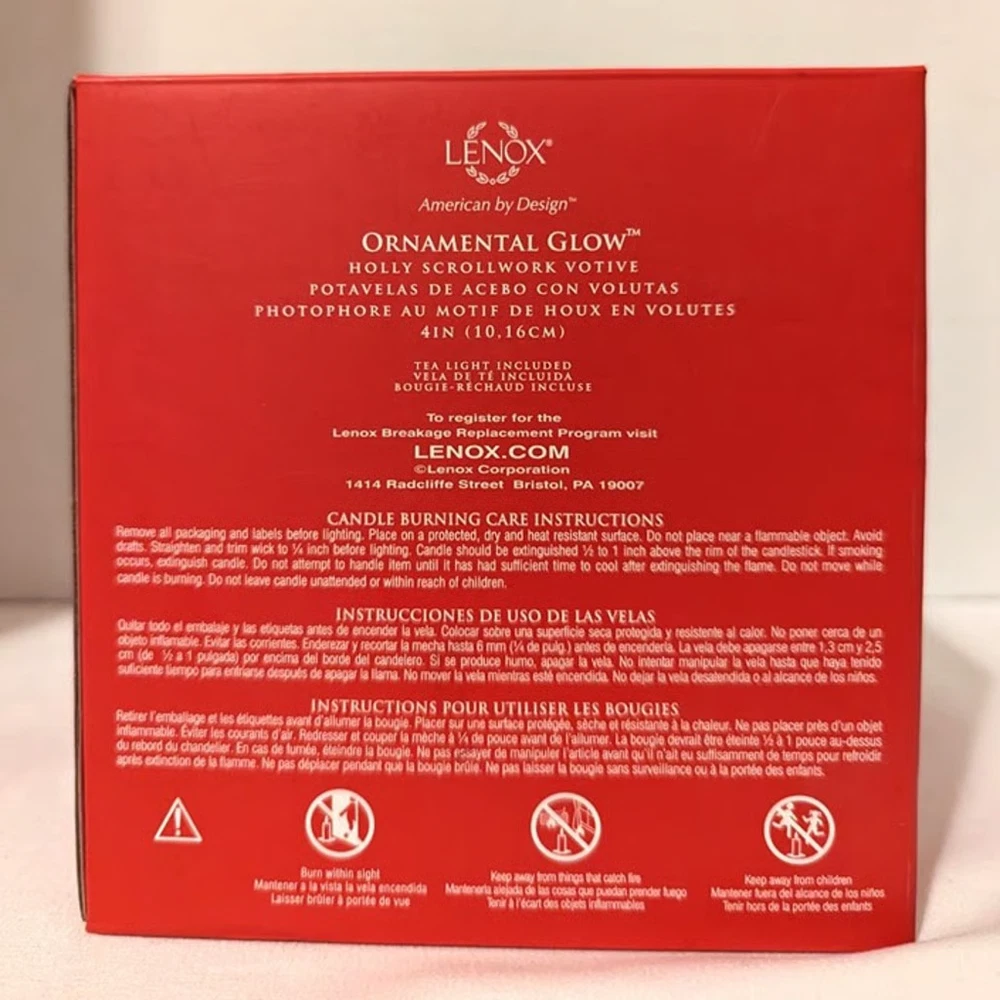 LENOX®
American by Design™
ORNAMENTAL GLOW™
HOLLY SCROLLWORK VOTIVE
POTAVELAS DE ACEBO CON VOLUTAS
PHOTOPHORE AU MOTIF DE HOUX EN VOLUTES
4IN (10,16CM)
TEA LIGHT INCLUDED
VELA DE TÉ INCLUIDA
BOUGIE-RÉCHAUD INCLUSE
To register for the
Lenox Breakage Replacement Program visit
LENOX.COM
©Lenox Corporation
1414 Radcliffe Street Bristol, PA 19007
CANDLE BURNING CARE INSTRUCTIONS
Remove all packaging and labels before lighting. Place on a protected, dry and heat resistant surface. Do not place near a flammable object. Avoid
drafts. Straighten and trim wick to ¼ inch before lighting. Candle should be extinguished ½ to 1 inch above the rim of the candlestick. If smoking
occurs, extinguish candle. Do not attempt to handle item until it has had sufficient time to cool after extinguishing the flame. Do not move while
candle is burning. Do not leave candle unattended or within reach of children.
INSTRUCCIONES DE USO DE LAS VELAS
Quitar todo el embalaje y las etiquetas antes de encender la vela. Colocar sobre una superficie seca protegida y resistente al calor. No poner cerca de un
objeto inflamable. Evitar las corrientes. Enderezar y recortar la mecha hasta 6 mm (¼ de pulg.) antes de encenderla. La vela debe apagarse entre 1,3 cm y 2,5
cm (de ½ a 1 pulgada) por encima del borde del candelero. Si se produce humo, apagar la vela. No intentar manipular la vela hasta que haya tenido
suficiente tiempo para enfriarse después de apagar la llama. No mover la vela mientras esté encendida. No dejar la vela desatendida o al alcance de los niños.
INSTRUCTIONS POUR UTILISER LES BOUGIES
Retirer l'emballage et les étiquettes avant d'allumer la bougie. Placer sur une surface protégée, sèche et résistante à la chaleur. Ne pas placer près d'un objet
inflammable. Éviter les courants d'air. Redresser et couper la mèche à ¼ de pouce avant de l'allumer. La bougie devrait être éteinte ½ à 1 pouce au-dessus
du rebord du chandelier. En cas de fumée, éteindre la bougie. Ne pas essayer de manipuler l'article avant qu'il n'ait eu suffisamment de temps pour refroidir
après extinction de la flamme. Ne pas déplacer pendant que la bougie brûle. Ne pas laisser la bougie sans surveillance ou à la portée des enfants.
Burn within sight
Mantener a la vista la vela encendida
Laisser brûler à portée de vue
Keep away from things that catch fire
Mantenerla alejada de las cosas que puedan prender fuego
Tenir à l'écart des objets inflammables
Keep away from children
Mantener fuera del alcance de los niños
Tenir hors de la portée des enfants